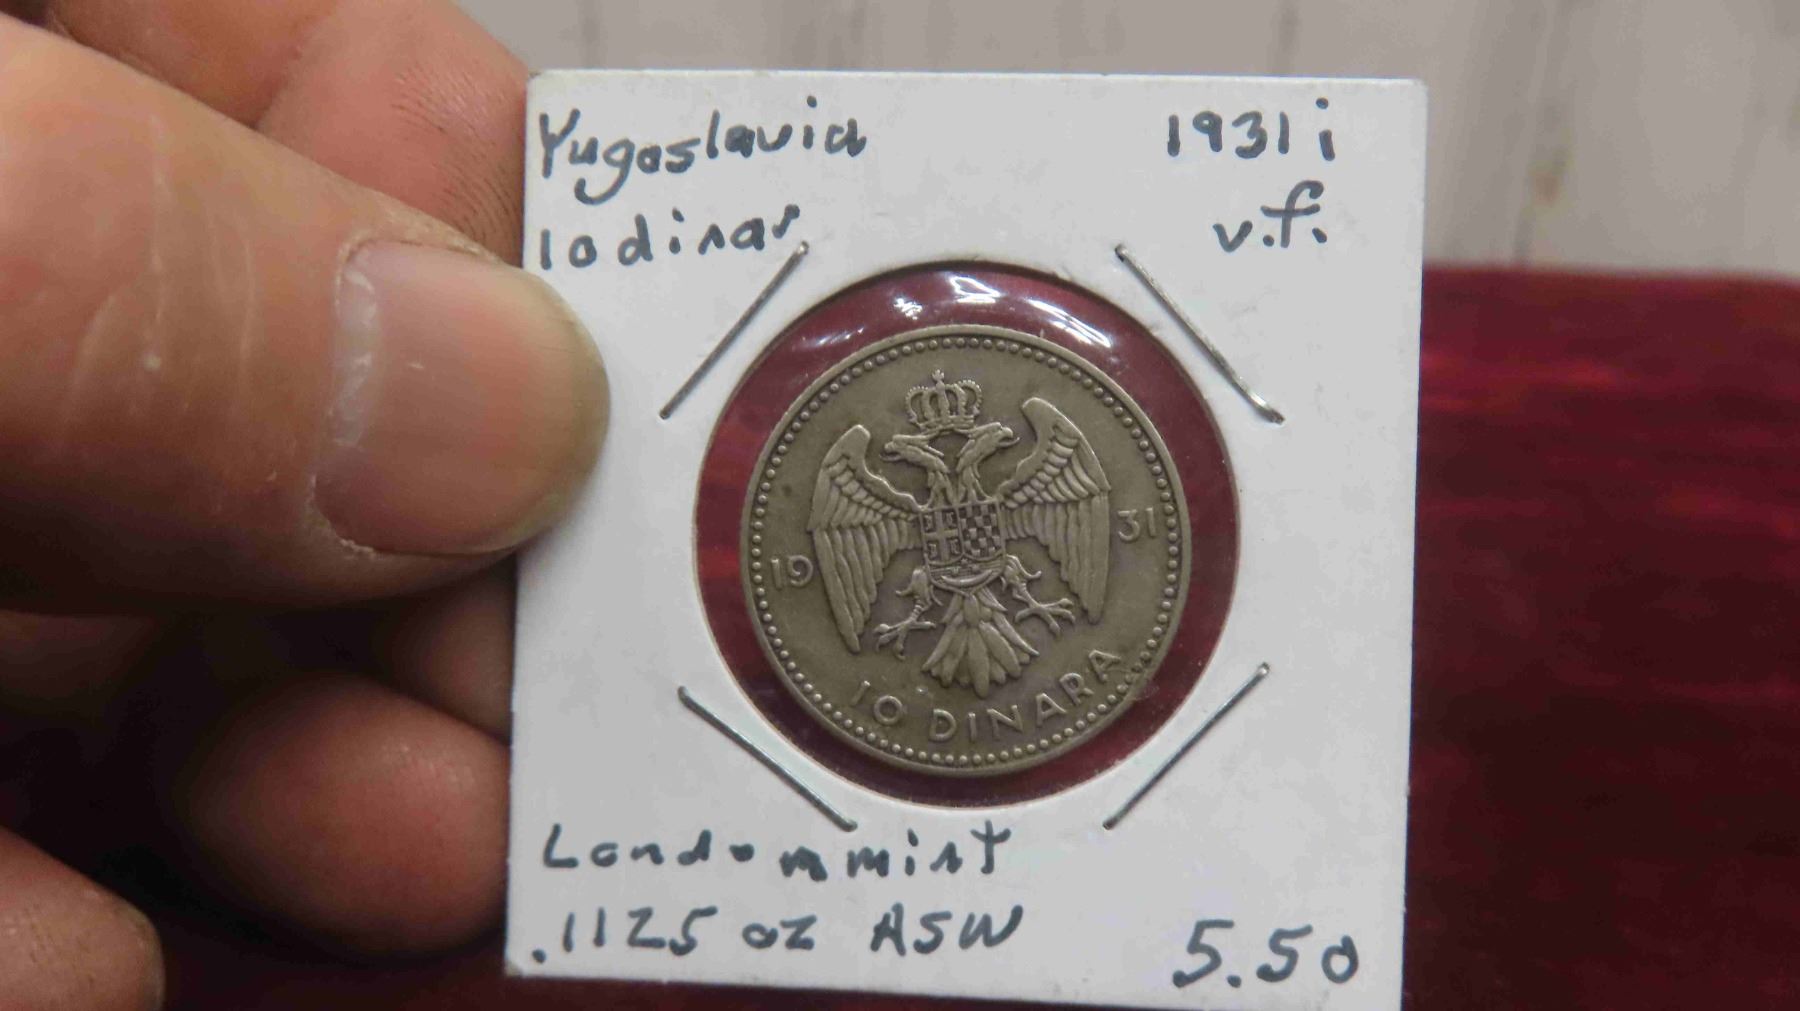 Yugoslavia 1931 i
10 dinar v.f.
19 31
10 DINARA
London mint
.1125 oz ASW 5.50